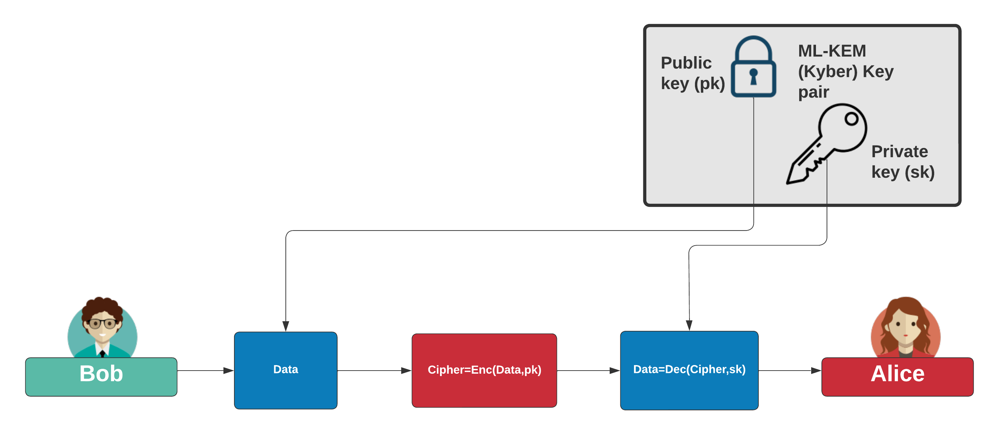 Public
key (pk)
ML-KEM
(Kyber) Key
pair
Private
key (sk)
Bob
Data
Cipher=Enc(Data,pk)
Data=Dec(Cipher,sk)
Alice